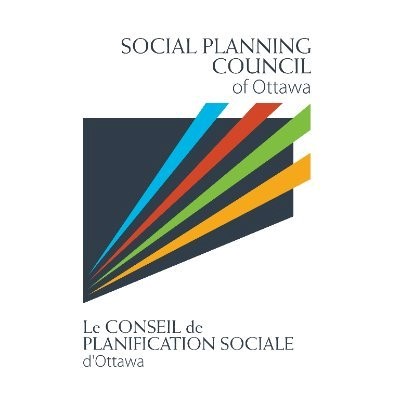 SOCIAL PLANNING
COUNCIL
of Ottawa
Le CONSEIL de
PLANIFICATION SOCIALE
d'Ottawa